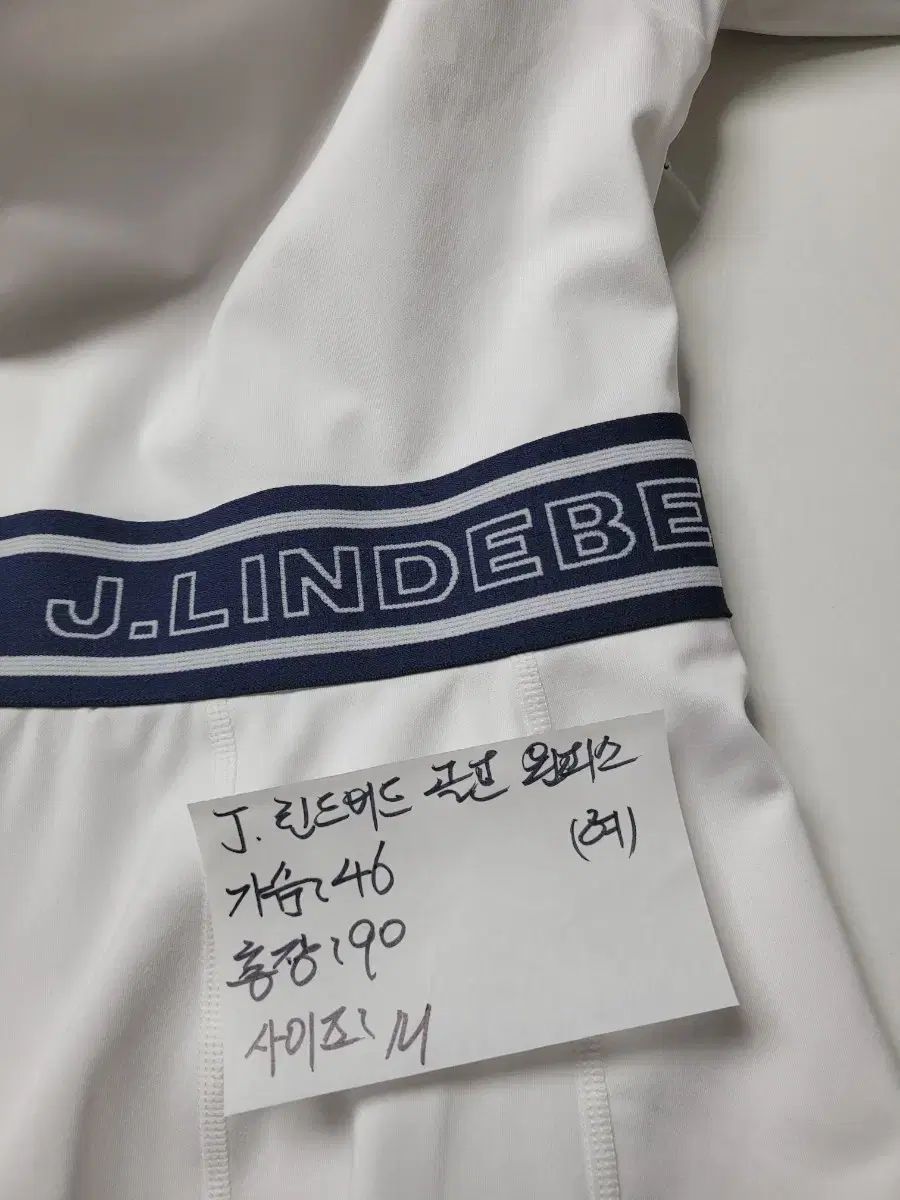 J.LINDEBE
J. 린드버드 골프 원피스
(혜)
가슴: 46
총장: 90
사이즈: M